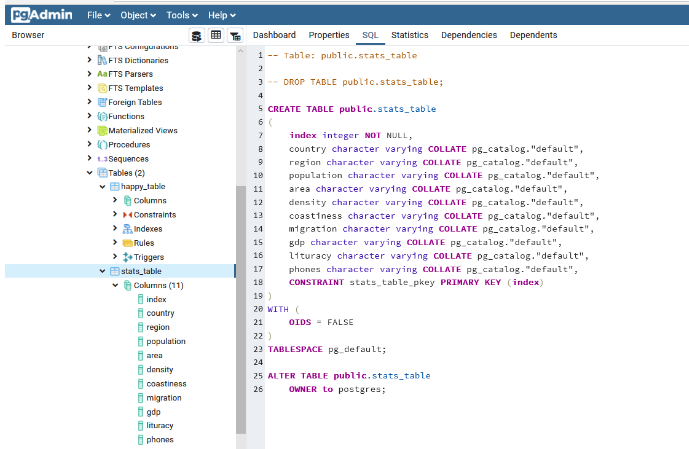 pgAdmin File Object Tools Help
Browser Dashboard Properties SQL Statistics Dependencies Dependents
FTS Configurations
FTS Dictionaries
Aa FTS Parsers
FTS Templates
Foreign Tables
Functions
Materialized Views
Procedures
1..3 Sequences
Tables (2)
happy_table
Columns
Constraints
Indexes
Rules
Triggers
stats_table
Columns (11)
index
country
region
population
area
density
coastiness
migration
gdp
lituracy
phones
1 -- Table: public.stats_table
2
3 -- DROP TABLE public.stats_table;
4
5 CREATE TABLE public.stats_table
6 (
7 index integer NOT NULL,
8 country character varying COLLATE pg_catalog."default",
9 region character varying COLLATE pg_catalog."default",
10 population character varying COLLATE pg_catalog."default",
11 area character varying COLLATE pg_catalog."default",
12 density character varying COLLATE pg_catalog."default",
13 coastiness character varying COLLATE pg_catalog."default",
14 migration character varying COLLATE pg_catalog."default",
15 gdp character varying COLLATE pg_catalog."default",
16 lituracy character varying COLLATE pg_catalog."default",
17 phones character varying COLLATE pg_catalog."default",
18 CONSTRAINT stats_table_pkey PRIMARY KEY (index)
19 )
20 WITH (
21 OIDS = FALSE
22 )
23 TABLESPACE pg_default;
24
25 ALTER TABLE public.stats_table
26 OWNER to postgres;